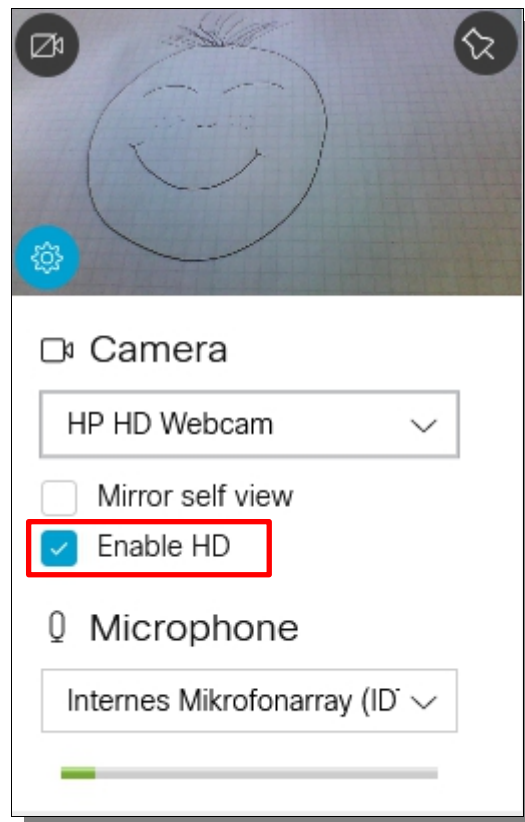 Camera
HP HD Webcam
Mirror self view
Enable HD
Microphone
Internes Mikrofonarray (ID